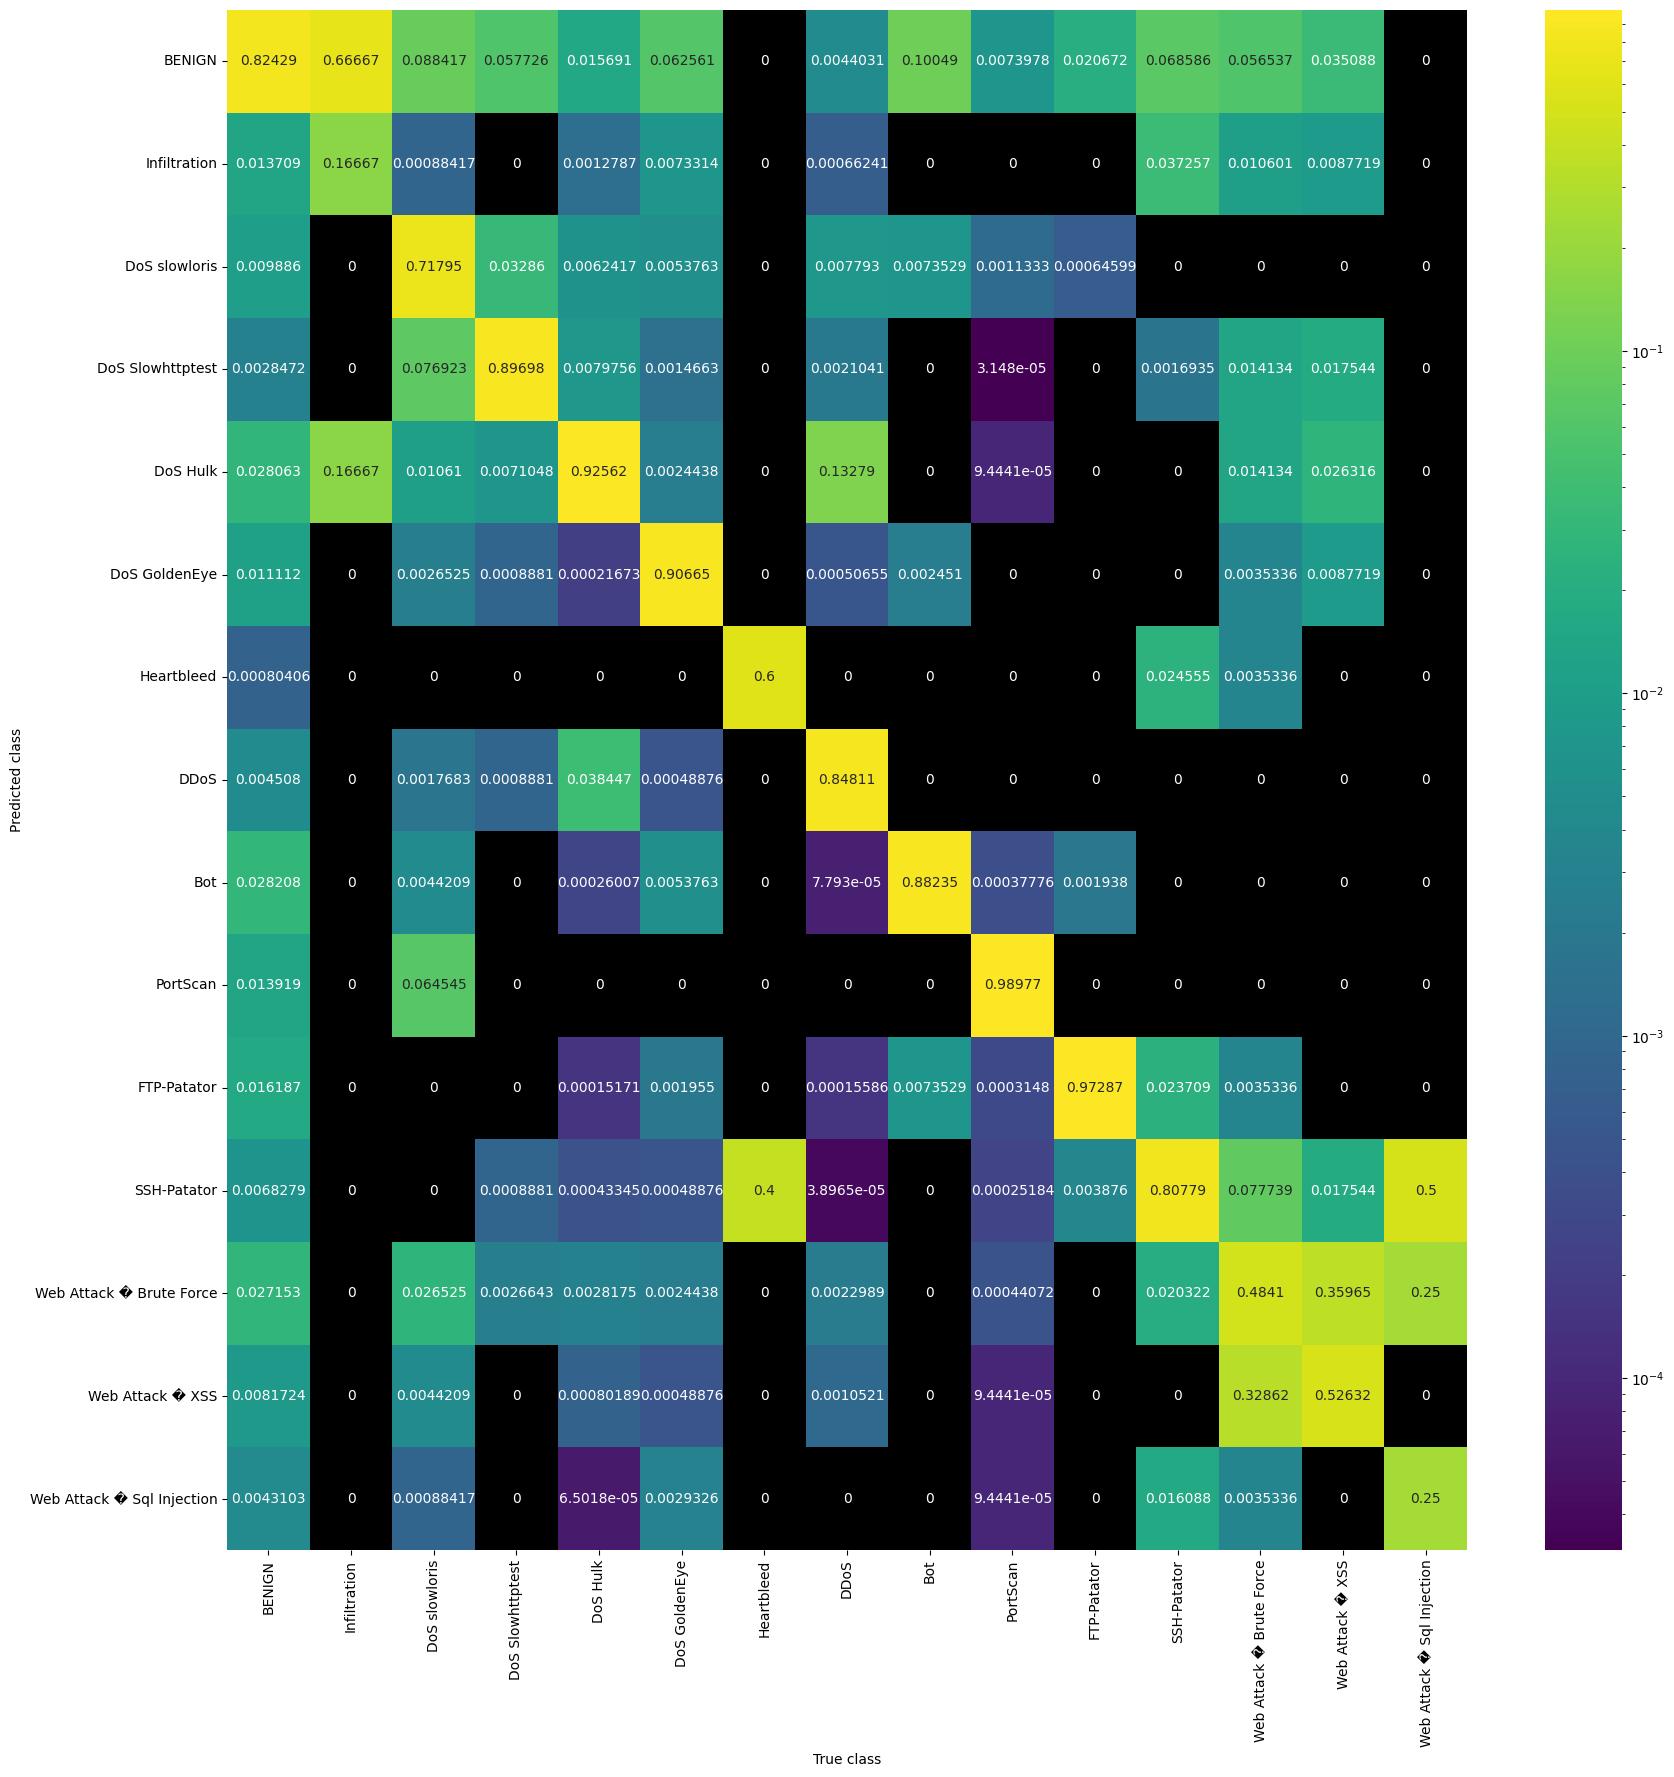 BENIGN 0.82429 0.66667 0.088417 0.057726 0.015691 0.062561 0 0.0044031 0.10049 0.0073978 0.020672 0.068586 0.056537 0.035088 0
Infiltration 0.013709 0.16667 0.00088417 0 0.0012787 0.0073314 0 0.00066241 0 0 0 0.037257 0.010601 0.0087719 0
DoS slowloris 0.009886 0 0.71795 0.03286 0.0062417 0.0053763 0 0.007793 0.0073529 0.0011333 0.00064599 0 0 0 0
DoS Slowhttptest 0.0028472 0 0.076923 0.89698 0.0079756 0.0014663 0 0.0021041 0 3.148e-05 0 0.0016935 0.014134 0.017544 0
10⁻¹
DoS Hulk 0.028063 0.16667 0.01061 0.0071048 0.92562 0.0024438 0 0.13279 0 9.4441e-05 0 0 0.014134 0.026316 0
DoS GoldenEye 0.011112 0 0.0026525 0.0008881 0.00021673 0.90665 0 0.00050655 0.002451 0 0 0 0.0035336 0.0087719 0
Heartbleed 0.00080406 0 0 0 0 0 0.6 0 0 0 0 0.024555 0.0035336 0 0
10⁻²
Predicted class
DDoS 0.004508 0 0.0017683 0.0008881 0.038447 0.00048876 0 0.84811 0 0 0 0 0 0 0
Bot 0.028208 0 0.0044209 0 0.00026007 0.0053763 0 7.793e-05 0.88235 0.00037776 0.001938 0 0 0 0
PortScan 0.013919 0 0.064545 0 0 0 0 0 0 0.98977 0 0 0 0 0
10⁻³
FTP-Patator 0.016187 0 0 0 0.00015171 0.001955 0 0.00015586 0.0073529 0.0003148 0.97287 0.023709 0.0035336 0 0
SSH-Patator 0.0068279 0 0 0.0008881 0.00043345 0.00048876 0.4 3.8965e-05 0 0.00025184 0.003876 0.80779 0.077739 0.017544 0.5
Web Attack � Brute Force 0.027153 0 0.026525 0.0026643 0.0028175 0.0024438 0 0.0022989 0 0.00044072 0 0.020322 0.4841 0.35965 0.25
10⁻⁴
Web Attack � XSS 0.0081724 0 0.0044209 0 0.00080189 0.00048876 0 0.0010521 0 9.4441e-05 0 0 0.32862 0.52632 0
Web Attack � Sql Injection 0.0043103 0 0.00088417 0 6.5018e-05 0.0029326 0 0 0 9.4441e-05 0 0.016088 0.0035336 0 0.25
BENIGN
Infiltration
DoS slowloris
DoS Slowhttptest
DoS Hulk
DoS GoldenEye
Heartbleed
DDoS
Bot
PortScan
FTP-Patator
SSH-Patator
Web Attack � Brute Force
Web Attack � XSS
Web Attack � Sql Injection
True class